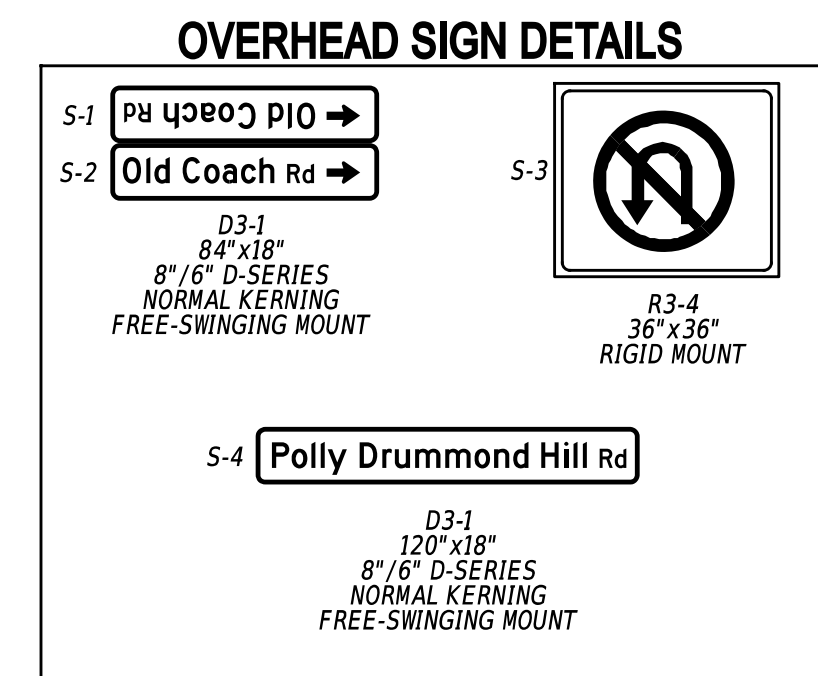 OVERHEAD SIGN DETAILS
S-1
Old Coach Rd
S-2
Old Coach Rd
D3-1
84"x18"
8"/6" D-SERIES
NORMAL KERNING
FREE-SWINGING MOUNT
S-3
R3-4
36"x36"
RIGID MOUNT
S-4
Polly Drummond Hill Rd
D3-1
120"x18"
8"/6" D-SERIES
NORMAL KERNING
FREE-SWINGING MOUNT